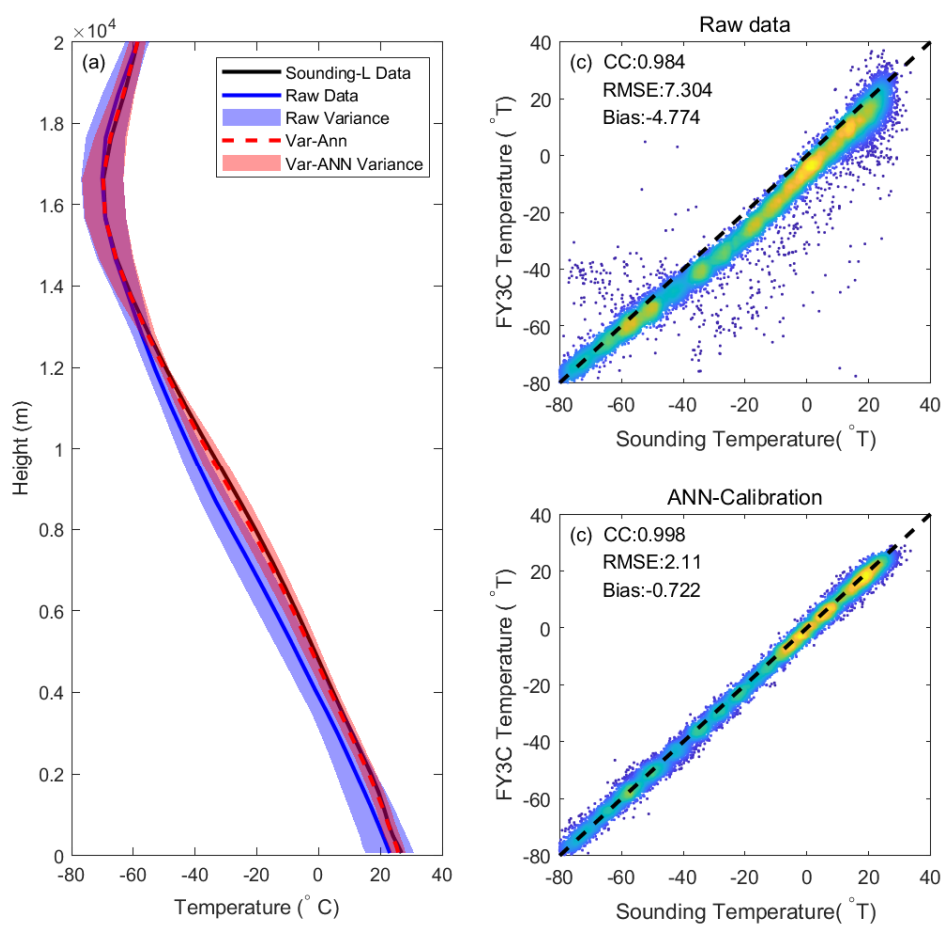 ×10⁴
2
1.8
1.6
1.4
1.2
1
0.8
0.6
0.4
0.2
0
Height (m)
-80 -60 -40 -20 0 20 40
Temperature (° C)
(a)
Sounding-L Data
Raw Data
Raw Variance
Var-Ann
Var-ANN Variance
Raw data
(c) CC:0.984
RMSE:7.304
Bias:-4.774
40
20
0
-20
-40
-60
-80
FY3C Temperature ( °T)
-80 -60 -40 -20 0 20 40
Sounding Temperature( °T)
ANN-Calibration
(c) CC:0.998
RMSE:2.11
Bias:-0.722
40
20
0
-20
-40
-60
-80
FY3C Temperature ( °T)
-80 -60 -40 -20 0 20 40
Sounding Temperature( °T)